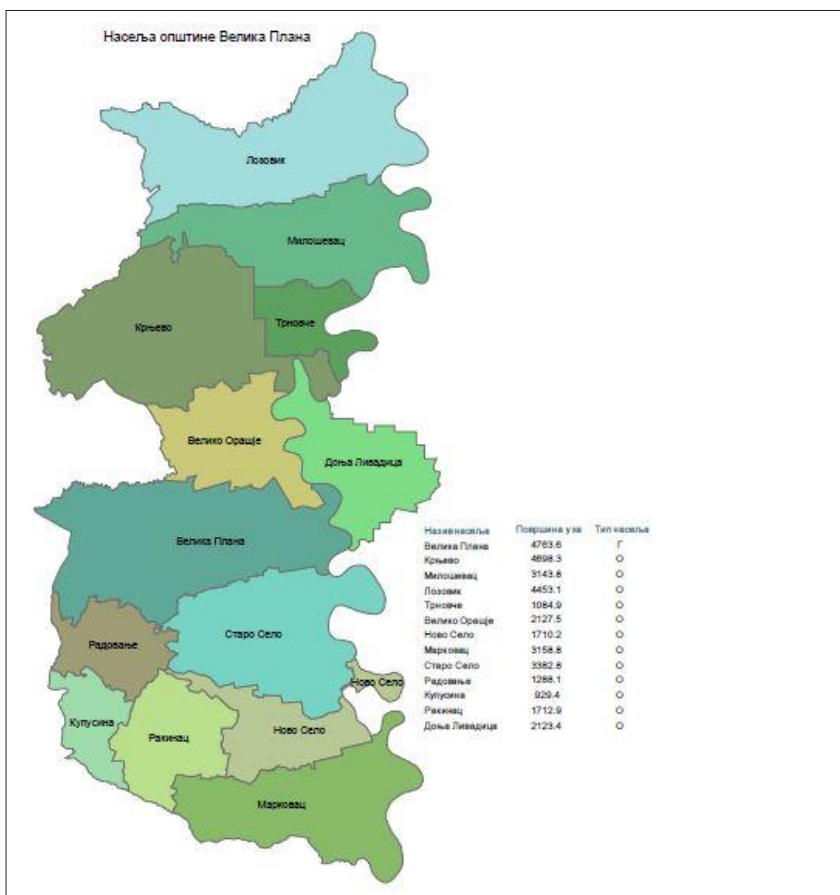 Насеља општине Велика Плана
Лозовик
Милошевац
Крњево
Трновче
Велико Орашје
Доња Ливадица
Велика Плана
Старо Село
Радовање
Ново Село
Купусина
Ракинац
Ново Село
Марковац
Назив насеља Површина у ха Тип насеља
Велика Плана 4763.6 Г
Крњево 4698.3 О
Милошевац 3143.8 О
Лозовик 4453.1 О
Трновче 1084.9 О
Велико Орашје 2127.5 О
Ново Село 1710.2 О
Марковац 3158.8 О
Старо Село 3382.8 О
Радовање 1288.1 О
Купусина 929.4 О
Ракинац 1712.9 О
Доња Ливадица 2123.4 О